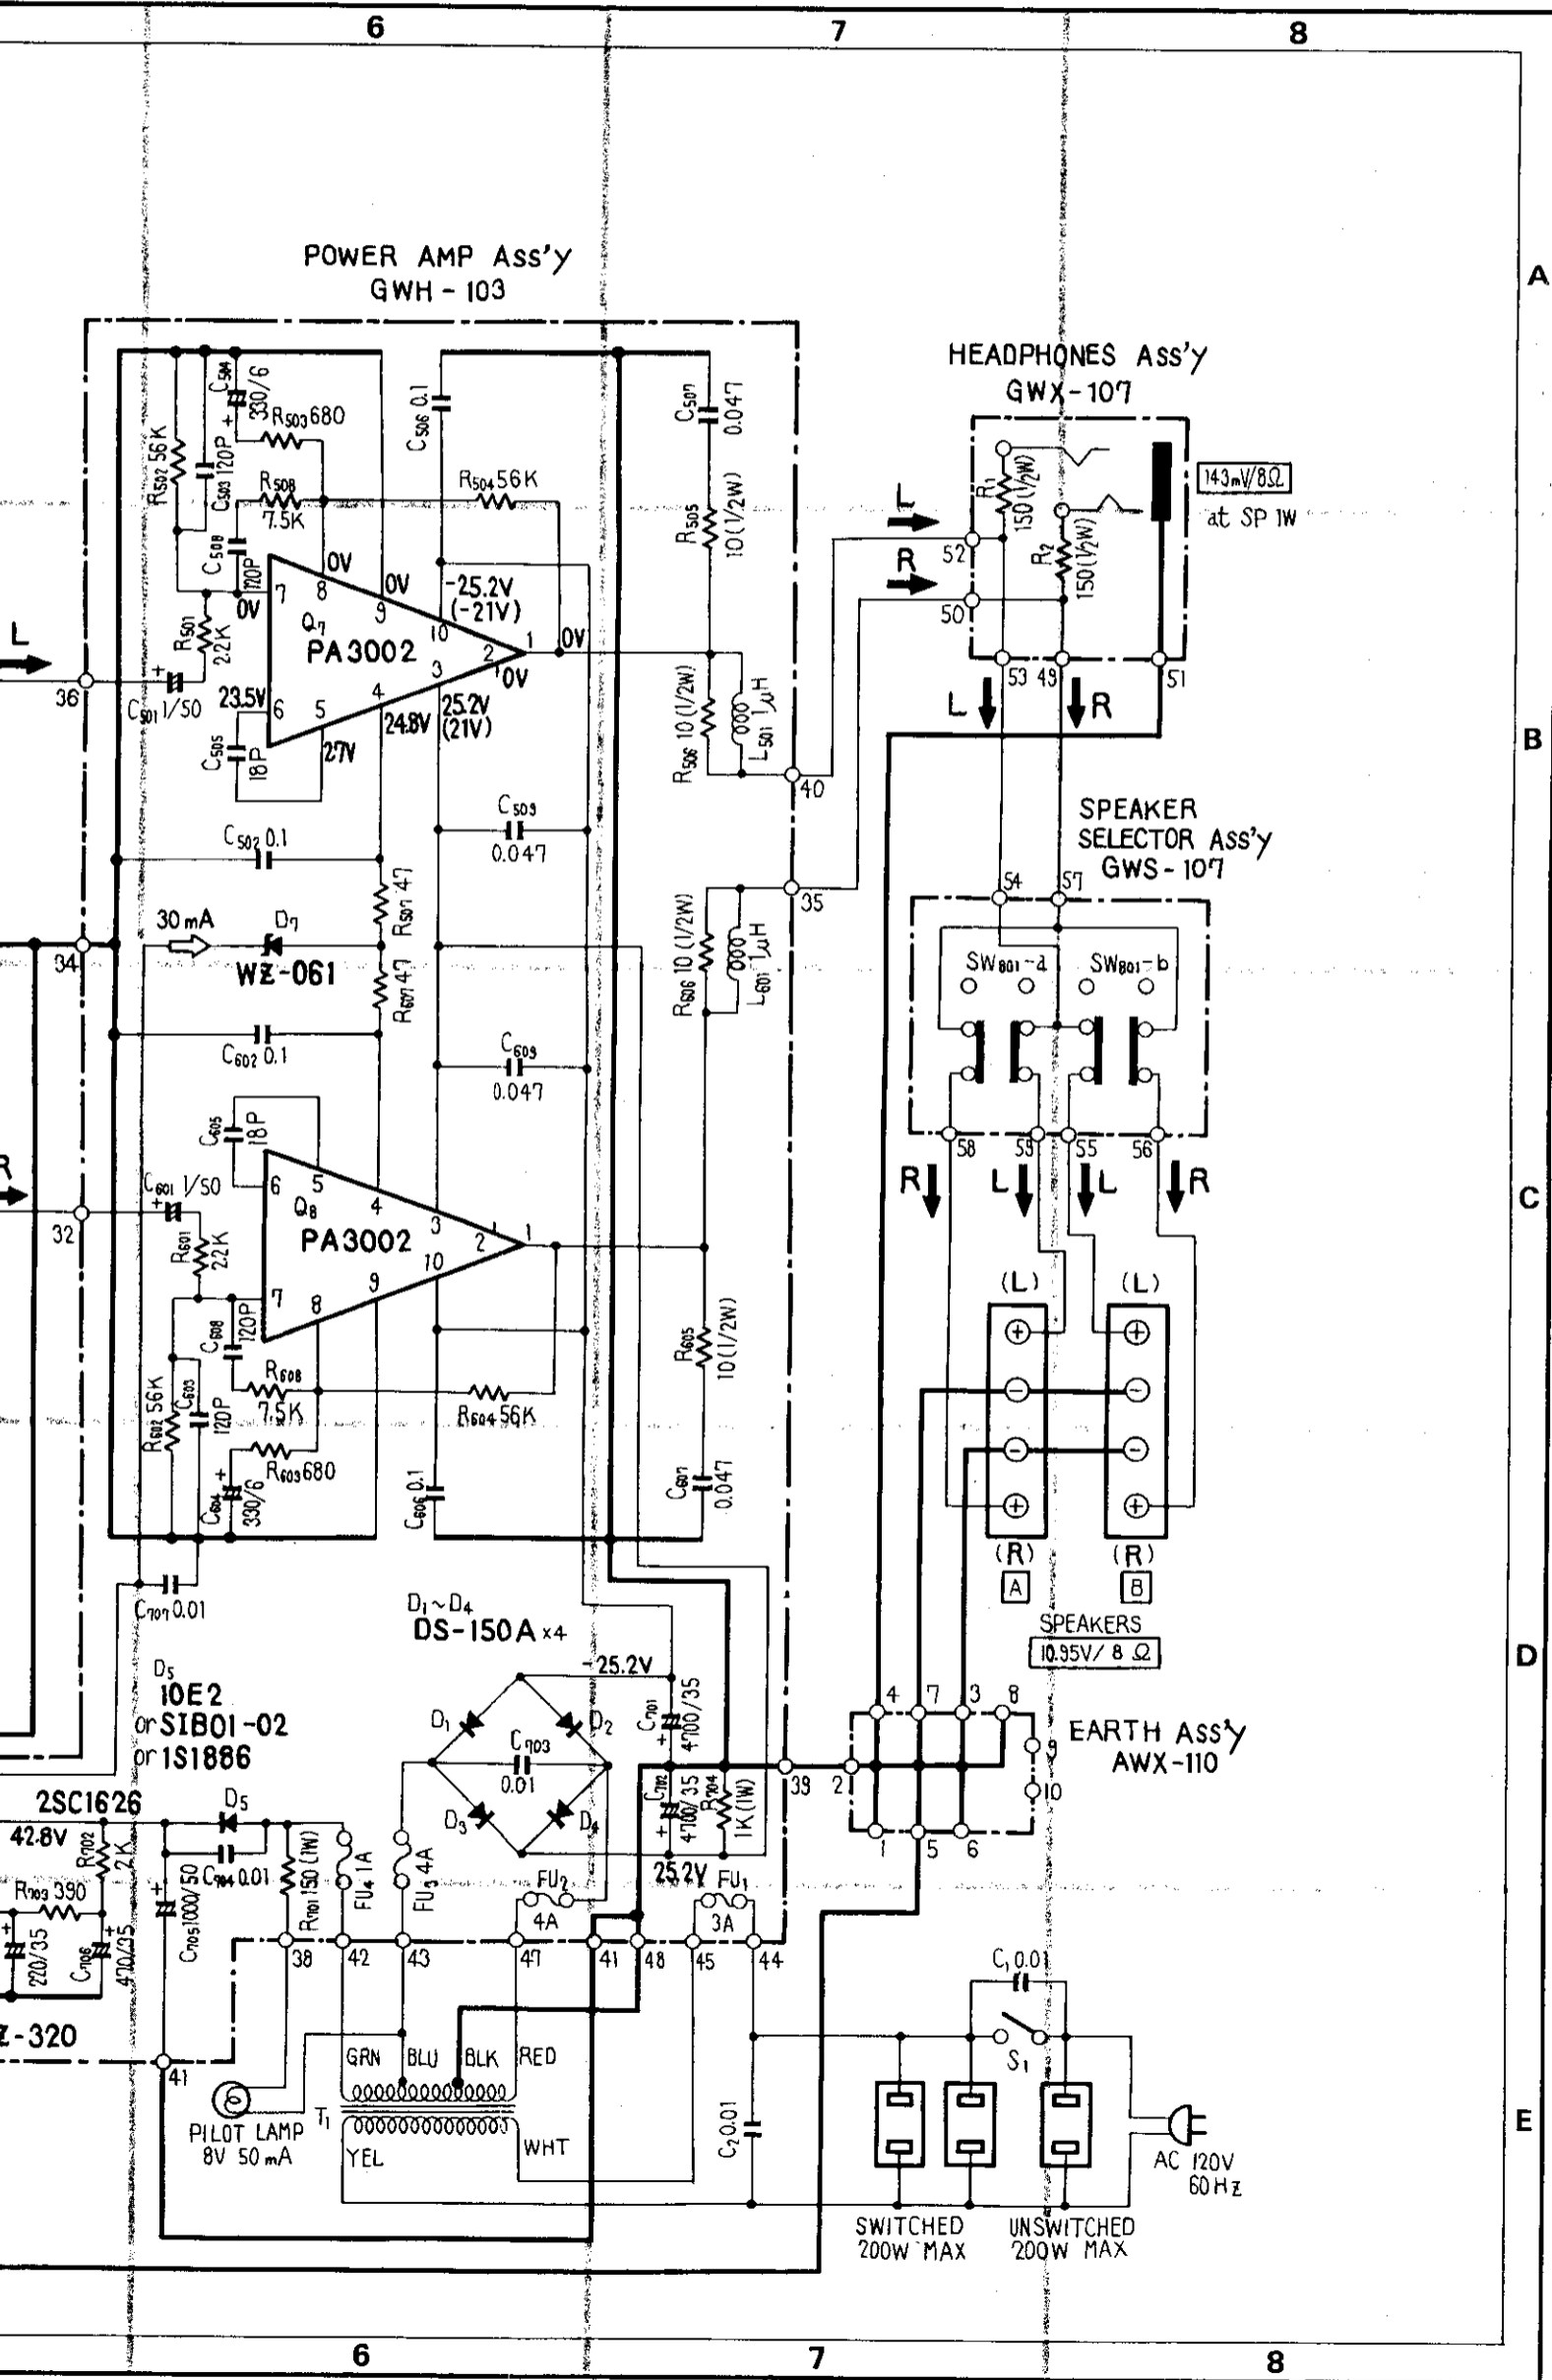 6
7
8
A
B
C
D
E
POWER AMP ASS'Y
GWH - 103
C504
330/6
+
R503 680
R502 56K
C503 120P
R508
7.5K
C508
120P
C506 0.1
R504 56K
C507
0.047
R505
10(1/2W)
0V
0V
0V
-25.2V
(-21V)
7
8
9
10
1
2
3
4
5
6
0V
0V
Q7
PA3002
R501
2.2K
L
36
C501 1/50
+
23.5V
C505
18P
27V
24.8V
25.2V
(21V)
R506 10 (1/2W)
L501 1μH
40
C502 0.1
C509
0.047
R507 47
30mA
D7
WZ-061
34
R607 47
R606 10 (1/2W)
L601 1μH
35
C602 0.1
C609
0.047
C605
18P
R
32
C601 1/50
+
R601
2.2K
6
5
4
3
2
1
10
9
8
7
Q8
PA3002
C608
120P
R602 56K
C603
120P
R608
7.5K
R604 56K
R603 680
C604
330/6
+
C606 0.1
R605
10(1/2W)
C607
0.047
C707 0.01
HEADPHONES ASS'Y
GWX-107
R1
150(1/2W)
R2
150(1/2W)
143mV/8Ω
at SP 1W
L
52
R
50
53
49
51
L
R
SPEAKER
SELECTOR ASS'Y
GWS-107
54
57
SW801-a
SW801-b
58
59
55
56
R
L
L
R
(L)
(L)
+
+
-
-
-
-
+
+
(R)
(R)
A
B
SPEAKERS
10.95V/ 8 Ω
D1~D4
DS-150A ×4
-25.2V
D1
D2
C703
0.01
D3
D4
C701
4700/35
+
C702
4700/35
+
R704
1K(1W)
25.2V
39
2
4
7
3
8
9
10
1
5
6
EARTH ASS'Y
AWX-110
D5
10E2
or SIB01-02
or 1S1886
2SC1626
42.8V
D5
R702
2K
C704 0.01
R703 390
R701 150 (1W)
C705 1000/50
+
220/35
+
C706
470/35
+
FU4 1A
FU3 4A
FU2
4A
FU1
3A
38
42
43
47
41
48
45
44
Z-320
41
PILOT LAMP
8V 50mA
GRN
BLU
BLK
RED
T1
YEL
WHT
C2 0.01
C1 0.0
S1
AC 120V
60Hz
SWITCHED
200W MAX
UNSWITCHED
200W MAX
6
7
8